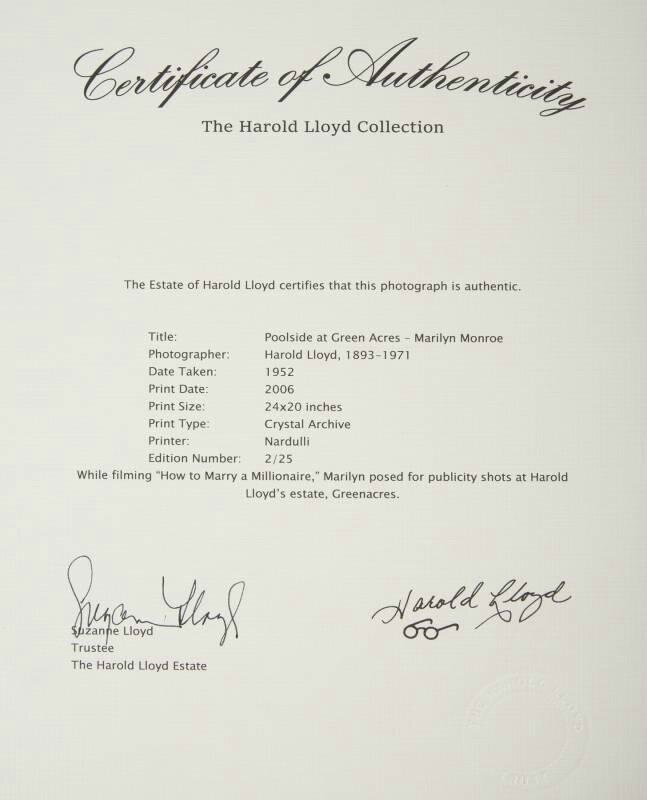 Certificate of Authenticity
The Harold Lloyd Collection
The Estate of Harold Lloyd certifies that this photograph is authentic.
Title: Poolside at Green Acres – Marilyn Monroe
Photographer: Harold Lloyd, 1893–1971
Date Taken: 1952
Print Date: 2006
Print Size: 24x20 inches
Print Type: Crystal Archive
Printer: Nardulli
Edition Number: 2/25
While filming "How to Marry a Millionaire," Marilyn posed for publicity shots at Harold
Lloyd's estate, Greenacres.
Suzanne Lloyd
Harold Lloyd
Suzanne Lloyd
Trustee
The Harold Lloyd Estate
THE HAROLD LLOYD